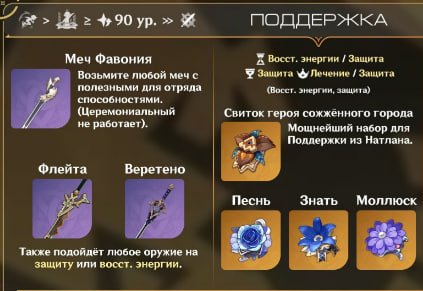 > ≥ 90 ур. »
ПОДДЕРЖКА
Меч Фавония
Возьмите любой меч с
полезными для отряда
способностями.
(Церемониальный
не работает).
Флейта
Веретено
Также подойдёт любое оружие на
защиту или восст. энергии.
Восст. энергии / Защита
Защита Лечение / Защита
(Восст. энергии, защита)
Свиток героя сожжённого города
Мощнейший набор для
Поддержки из Натлана.
Песнь
Знать
Моллюск